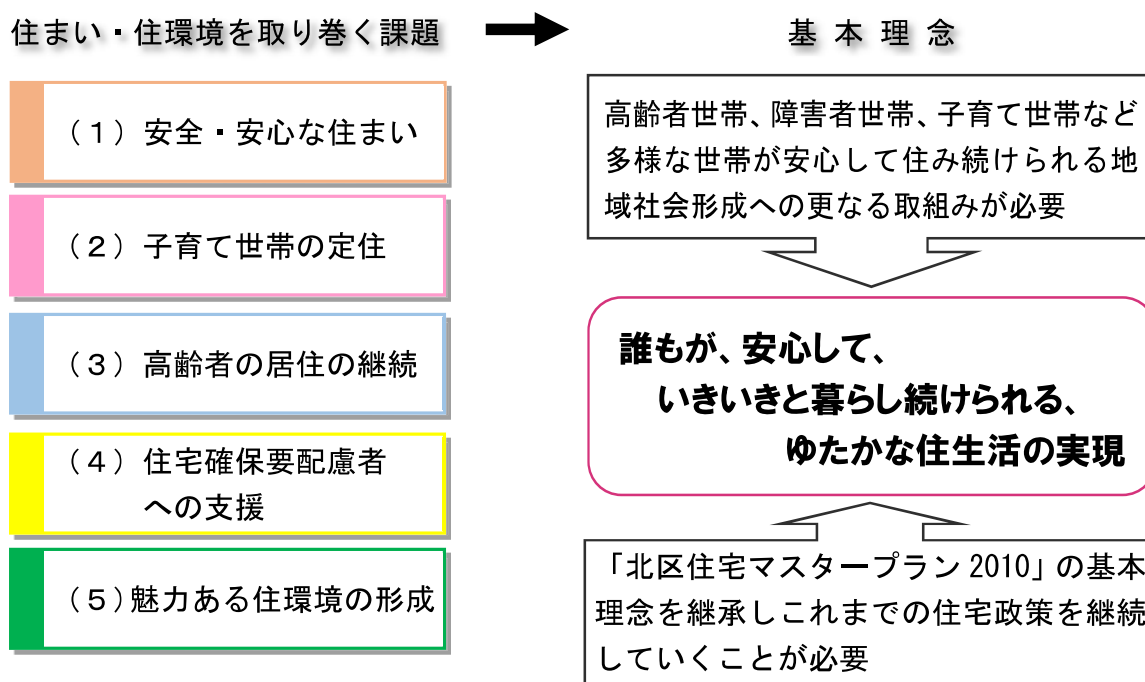 住まい・住環境を取り巻く課題
（１）安全・安心な住まい
（２）子育て世帯の定住
（３）高齢者の居住の継続
（４）住宅確保要配慮者
への支援
（５）魅力ある住環境の形成
基本理念
高齢者世帯、障害者世帯、子育て世帯など
多様な世帯が安心して住み続けられる地
域社会形成への更なる取組みが必要
誰もが、安心して、
いきいきと暮らし続けられる、
ゆたかな住生活の実現
「北区住宅マスタープラン 2010」の基本
理念を継承しこれまでの住宅政策を継続
していくことが必要